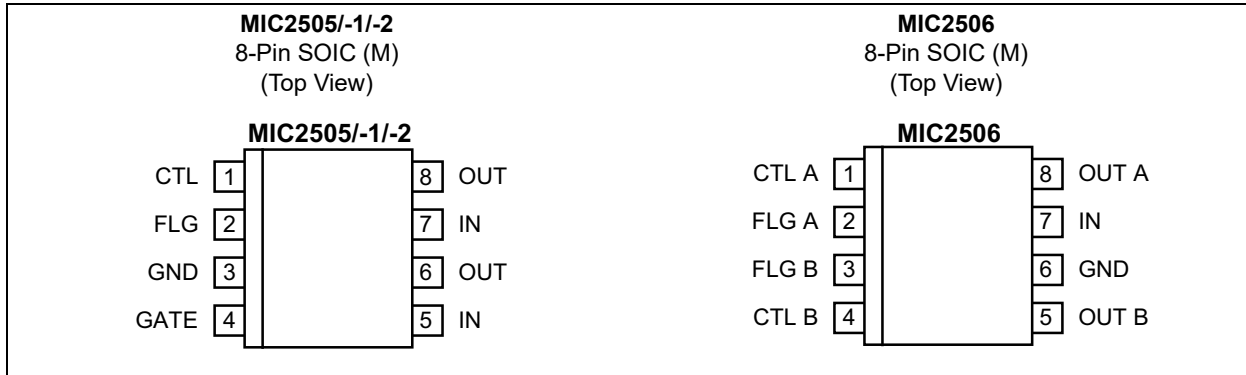 MIC2505/-1/-2
8-Pin SOIC (M)
(Top View)
MIC2505/-1/-2
CTL 1 8 OUT
FLG 2 7 IN
GND 3 6 OUT
GATE 4 5 IN
MIC2506
8-Pin SOIC (M)
(Top View)
MIC2506
CTL A 1 8 OUT A
FLG A 2 7 IN
FLG B 3 6 GND
CTL B 4 5 OUT B